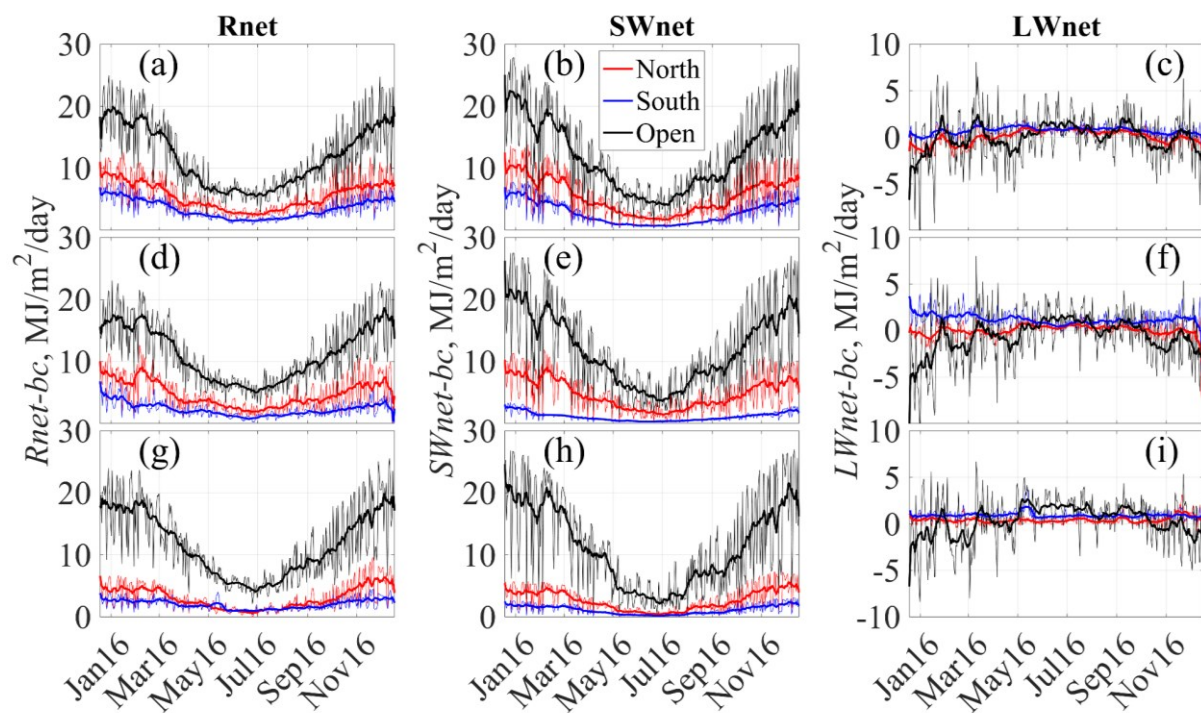 Rnet
SWnet
LWnet
30
20
10
(a)
30
20
10
(b)
North
South
Open
10
5
0
-5
(c)
Rnet-bc, MJ/m²/day
30
20
10
(d)
SWnet-bc, MJ/m²/day
30
20
10
(e)
LWnet-bc, MJ/m²/day
10
5
0
-5
(f)
30
20
10
0
(g)
30
20
10
0
(h)
10
5
0
-5
-10
(i)
Jan16
Mar16
May16
Jul16
Sep16
Nov16
Jan16
Mar16
May16
Jul16
Sep16
Nov16
Jan16
Mar16
May16
Jul16
Sep16
Nov16